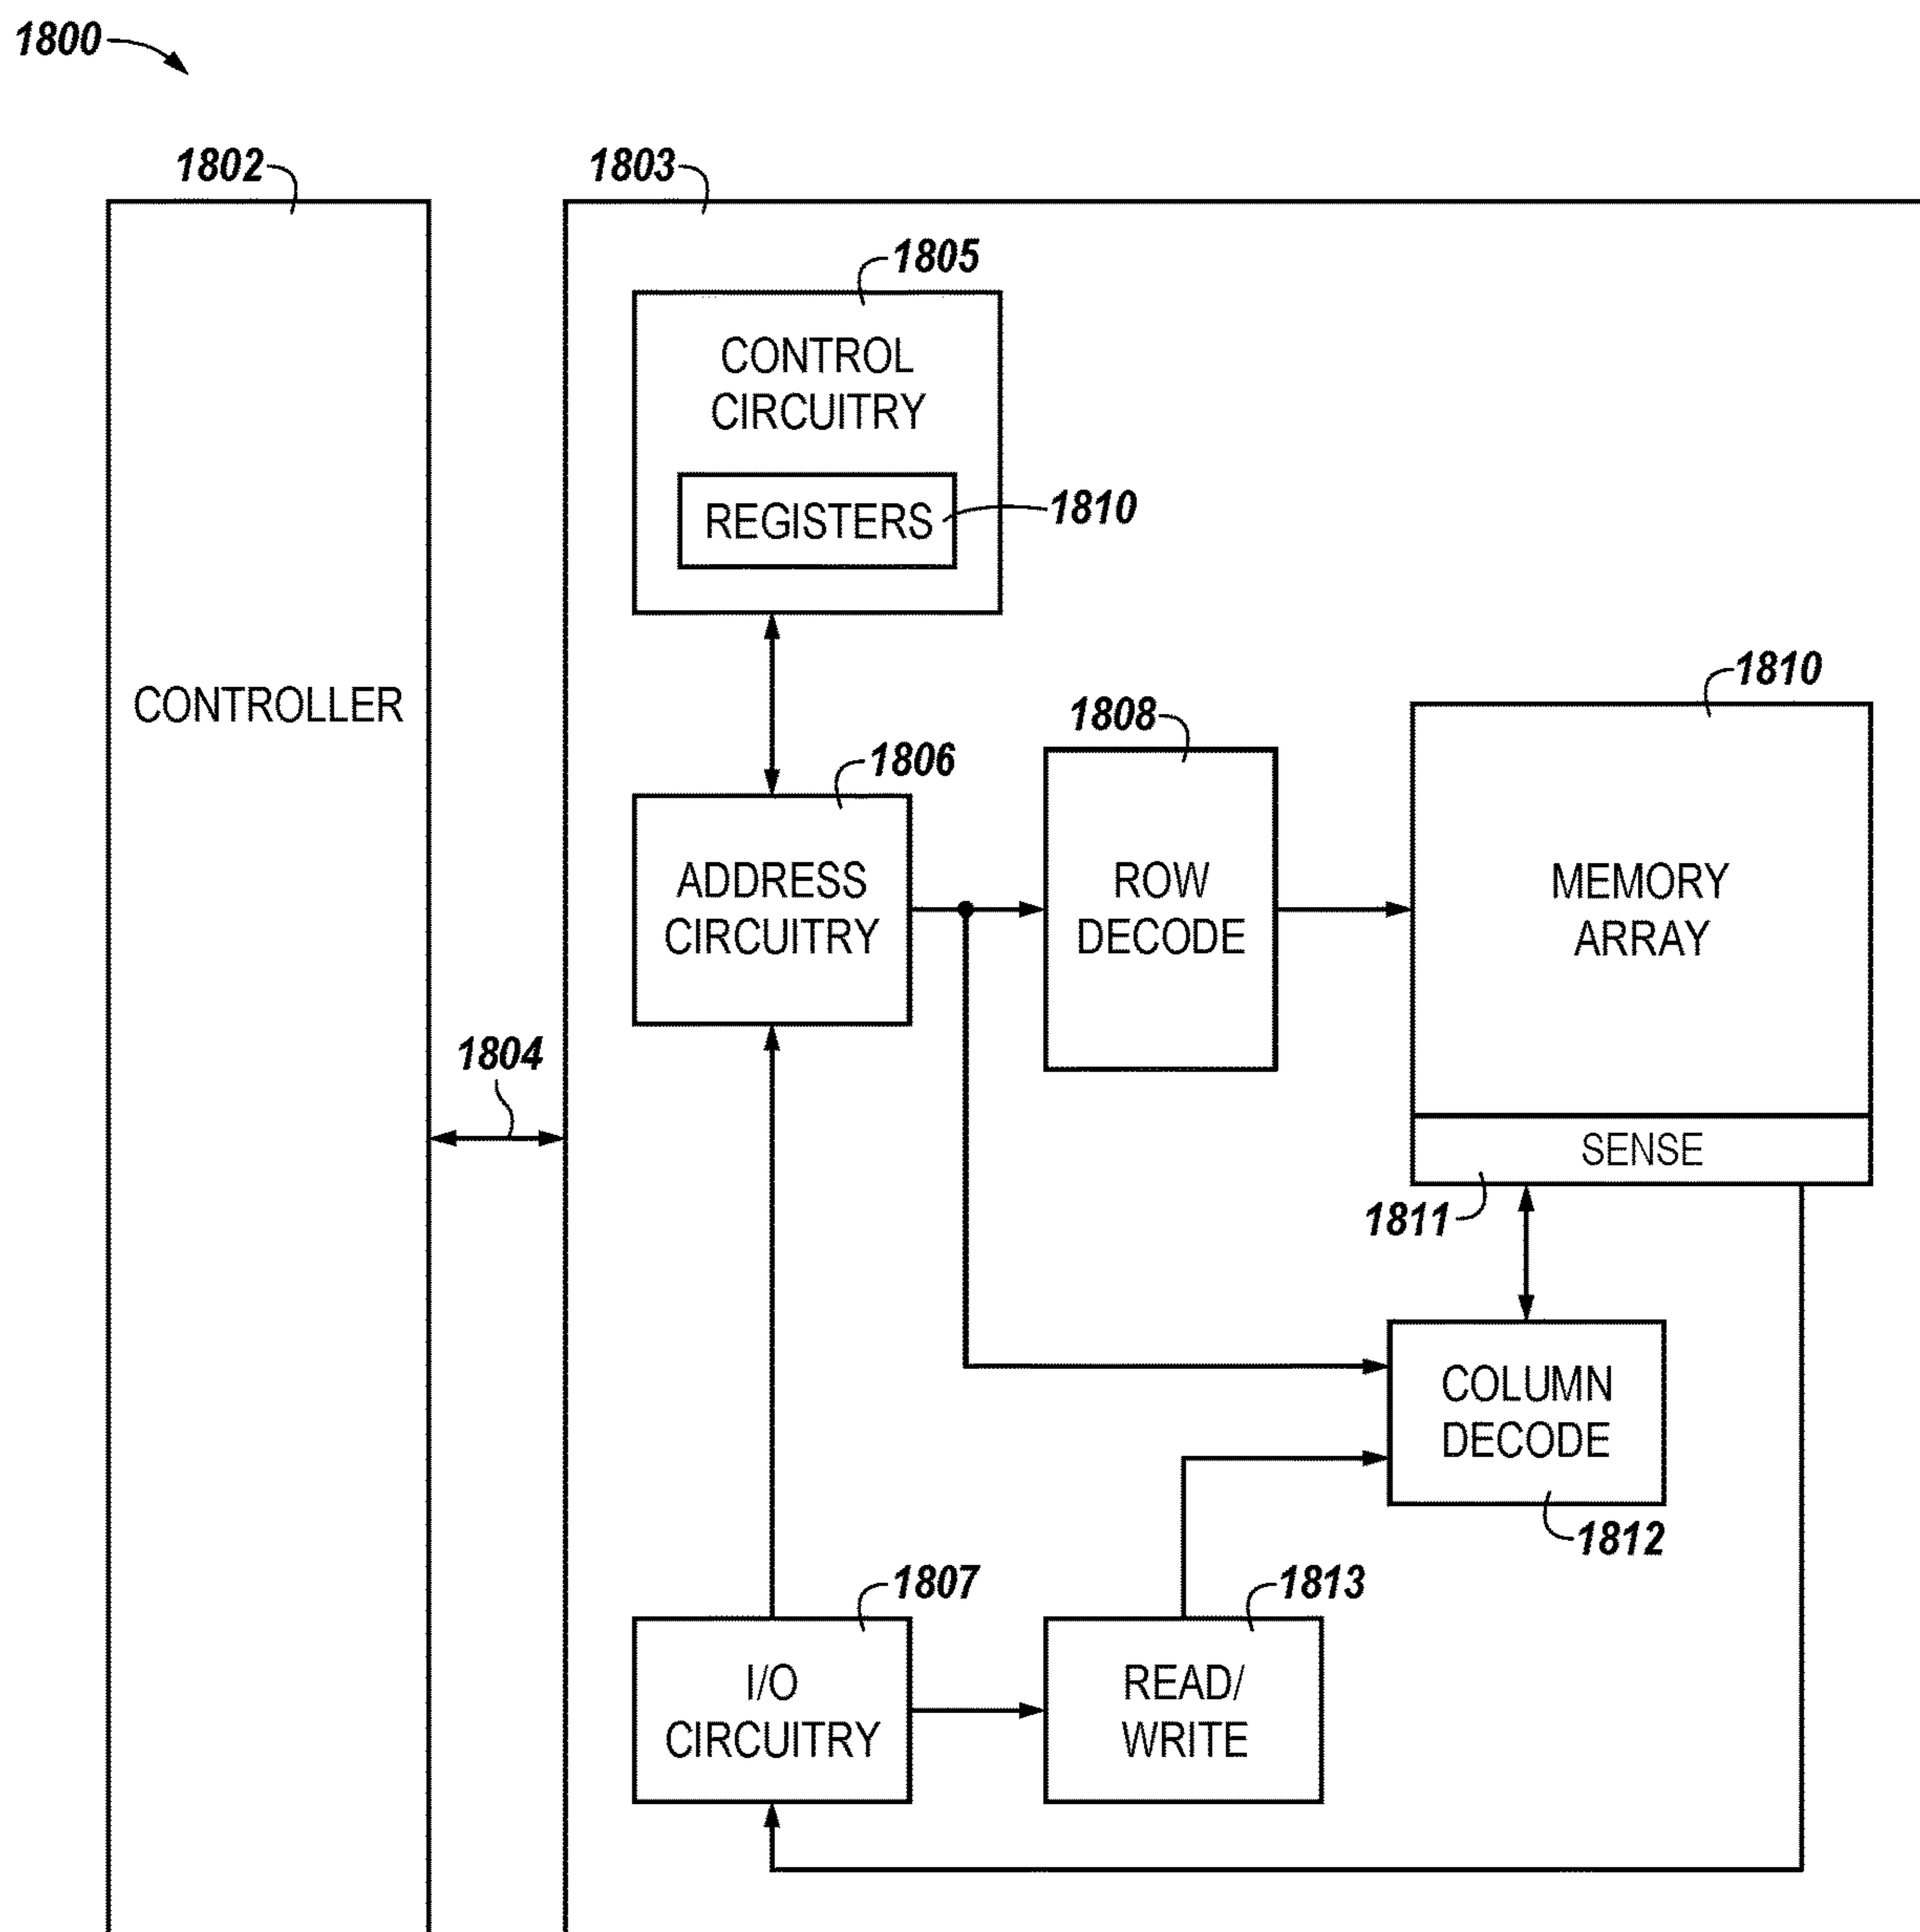 1800
1802
1803
1805
CONTROL
CIRCUITRY
REGISTERS
1810
CONTROLLER
1806
1808
1810
ADDRESS
CIRCUITRY
ROW
DECODE
MEMORY
ARRAY
1804
SENSE
1811
COLUMN
DECODE
1812
1807
1813
I/O
CIRCUITRY
READ/
WRITE